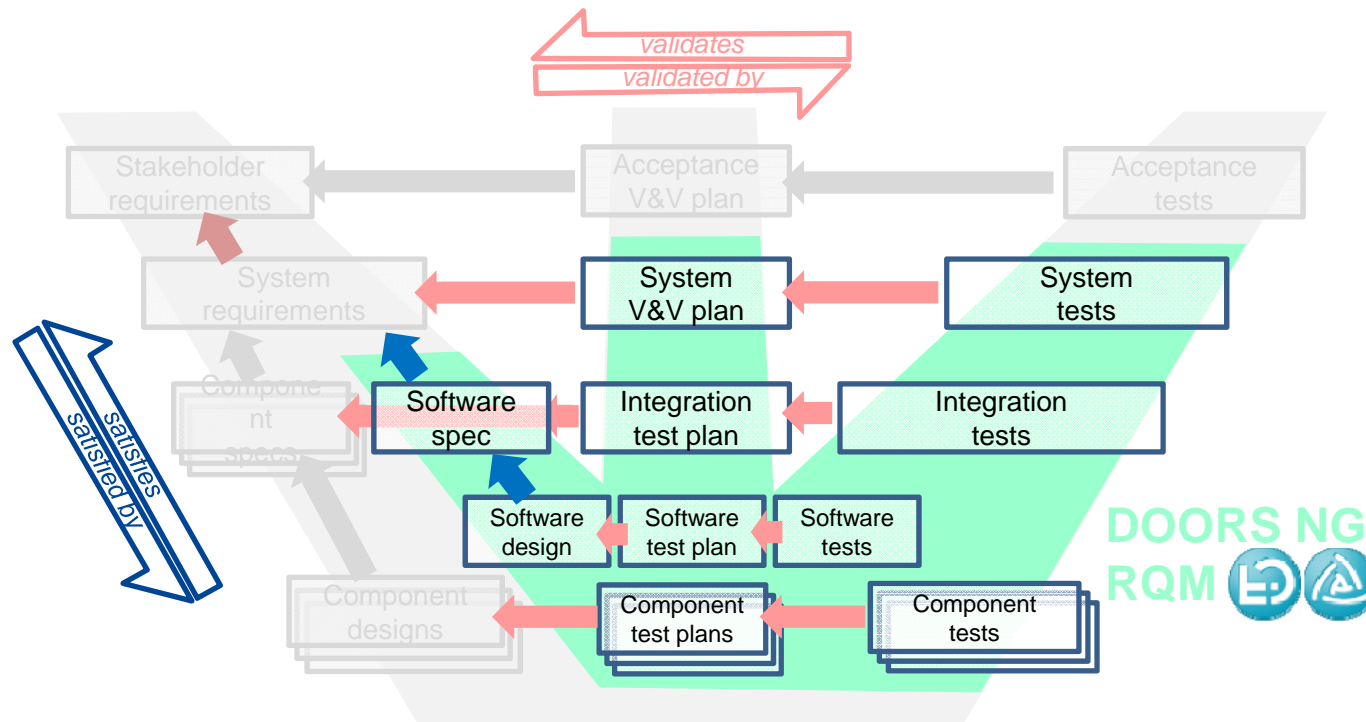 validates
validated by
Stakeholder
requirements
Acceptance
V&V plan
Acceptance
tests
System
requirements
System
V&V plan
System
tests
satisfies
satisfied by
Compone
nt
specs
Software
spec
Integration
test plan
Integration
tests
Software
design
Software
test plan
Software
tests
DOORS NG
RQM
Component
designs
Component
test plans
Component
tests